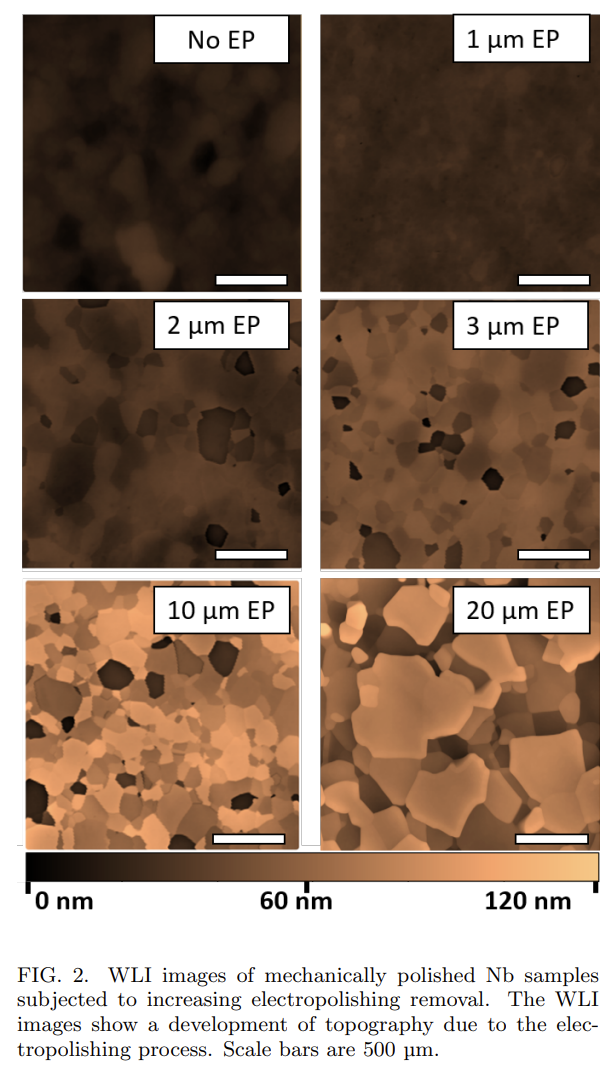 No EP
1 µm EP
2 µm EP
3 µm EP
10 µm EP
20 µm EP
0 nm
60 nm
120 nm
FIG. 2. WLI images of mechanically polished Nb samples
subjected to increasing electropolishing removal. The WLI
images show a development of topography due to the elec-
tropolishing process. Scale bars are 500 µm.